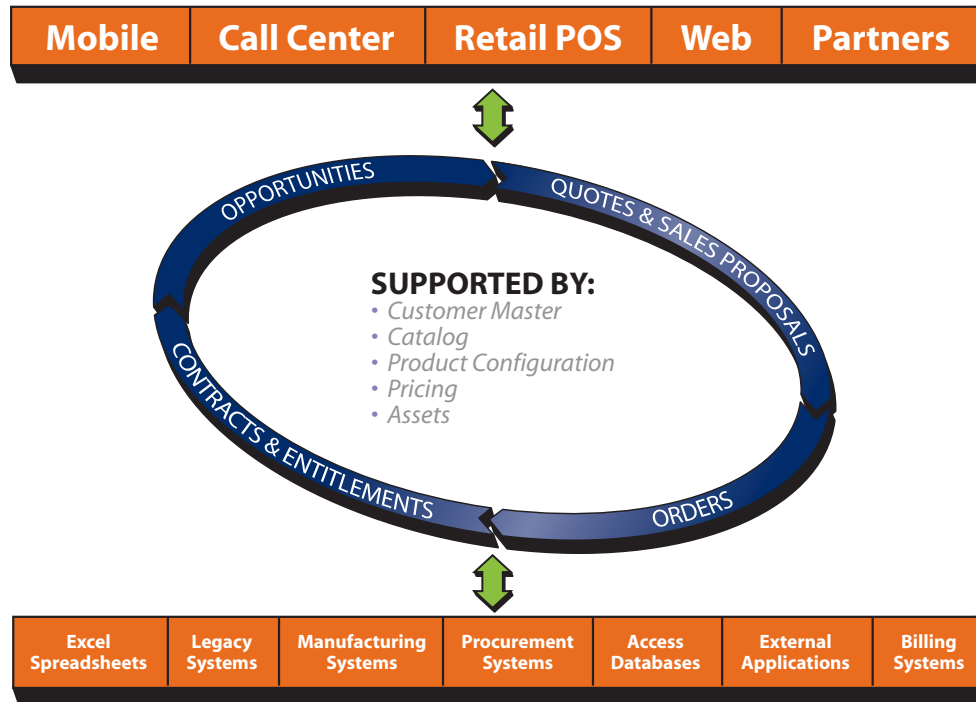 Mobile
Call Center
Retail POS
Web
Partners
OPPORTUNITIES
QUOTES & SALES PROPOSALS
SUPPORTED BY:
• Customer Master
• Catalog
• Product Configuration
• Pricing
• Assets
CONTRACTS & ENTITLEMENTS
ORDERS
Excel
Spreadsheets
Legacy
Systems
Manufacturing
Systems
Procurement
Systems
Access
Databases
External
Applications
Billing
Systems